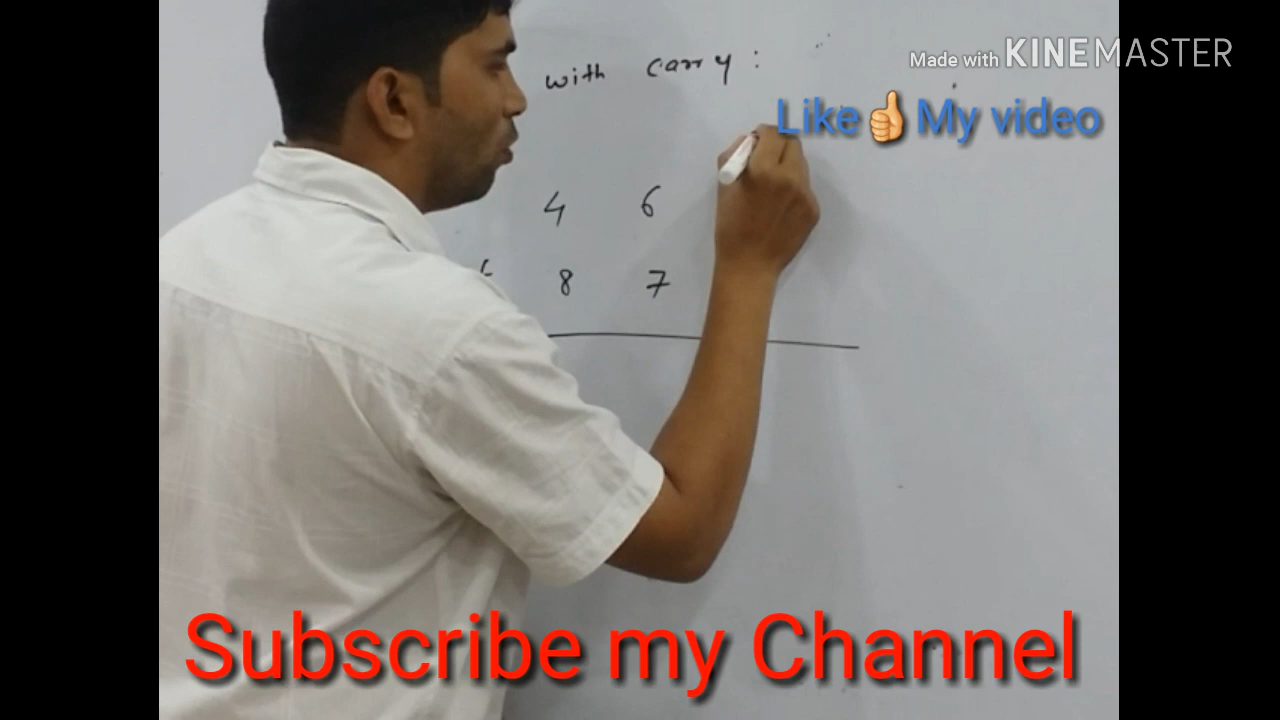 Made with KINEMASTER
with carry :
Like👍My video
4 6
8 7
Subscribe my Channel